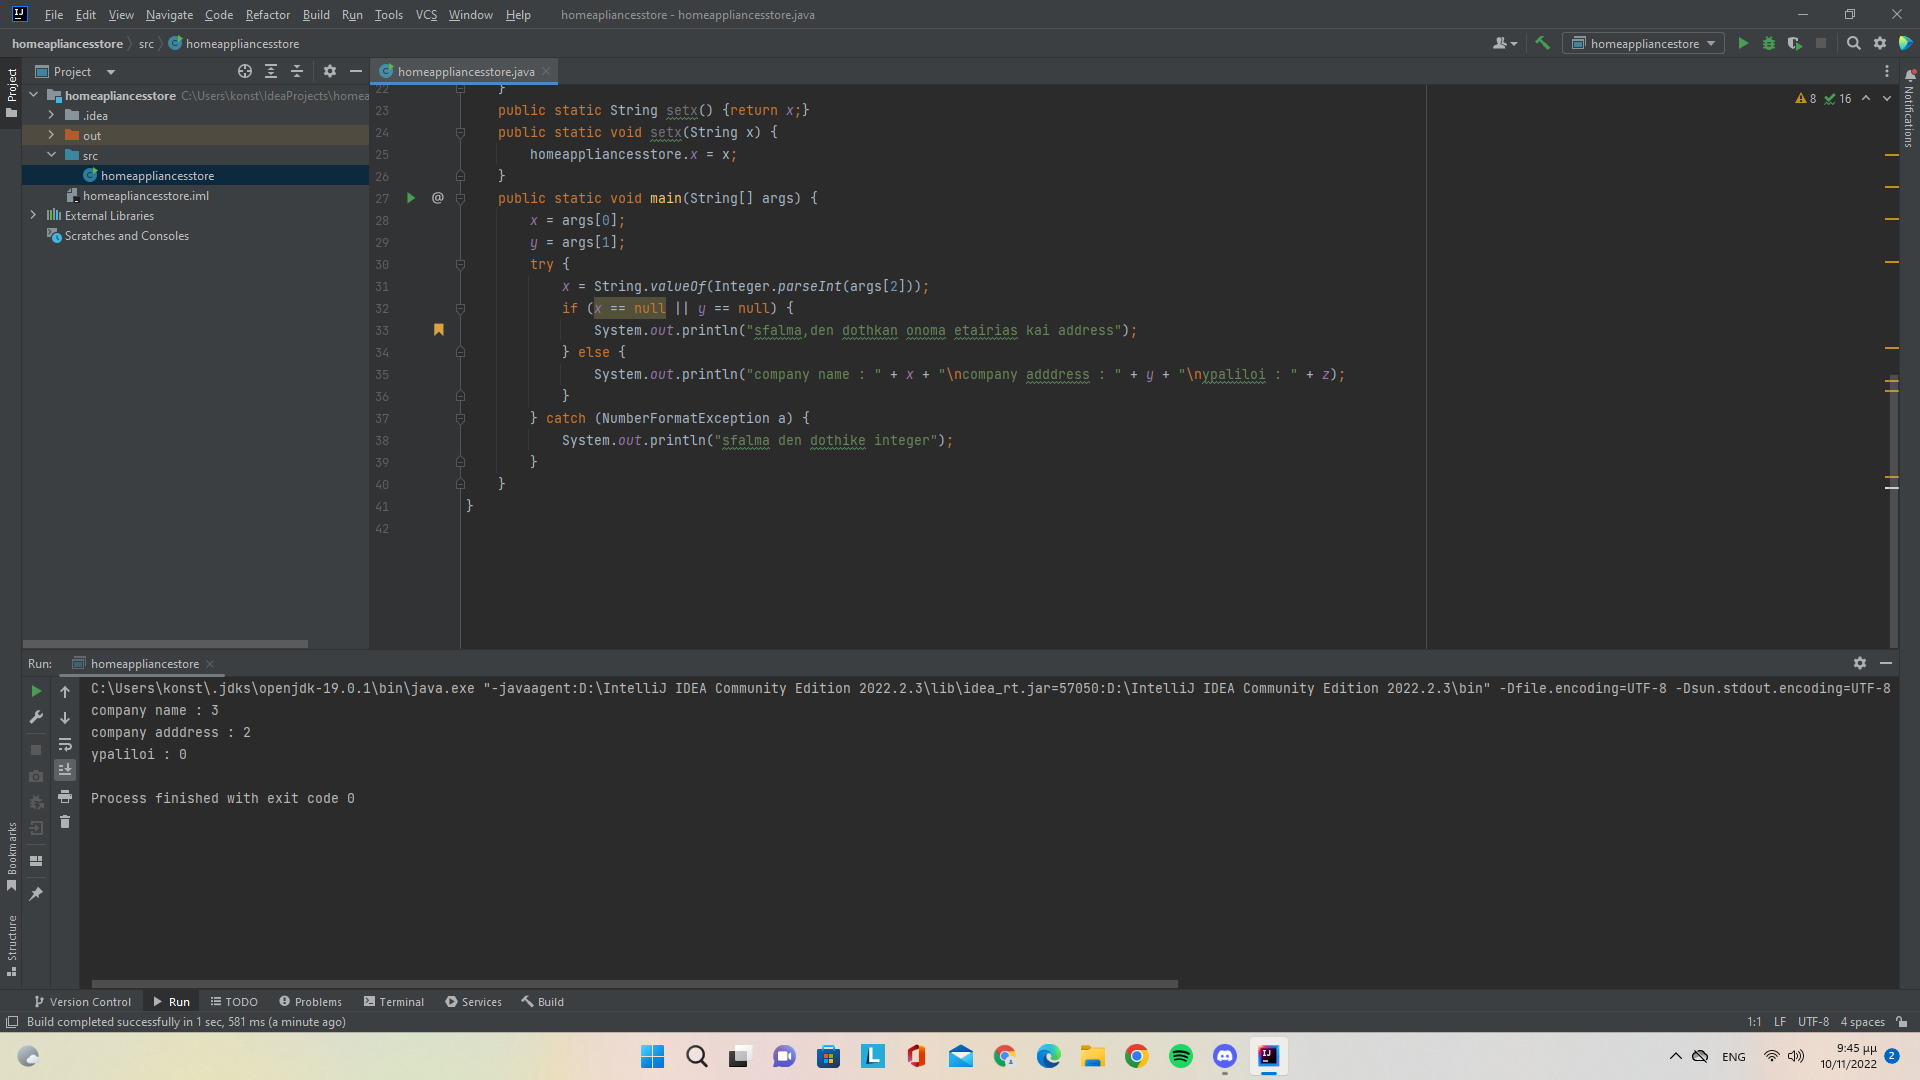 File Edit View Navigate Code Refactor Build Run Tools VCS Window Help homeapliancesstore - homeappliancesstore.java
homeapliancesstore src homeappliancesstore
homeappliancestore
Project
homeappliancesstore.java
Project
homeapliancesstore C:\Users\konst\IdeaProjects\homea
.idea
out
src
homeappliancesstore
homeapliancesstore.iml
External Libraries
Scratches and Consoles
8 16
Notifications
22 }
23 public static String setx() {return x;}
24 public static void setx(String x) {
25 homeappliancesstore.x = x;
26 }
27 @ public static void main(String[] args) {
28 x = args[0];
29 y = args[1];
30 try {
31 x = String.valueOf(Integer.parseInt(args[2]));
32 if (x == null || y == null) {
33 System.out.println("sfalma,den dothkan onoma etairias kai address");
34 } else {
35 System.out.println("company name : " + x + "\ncompany adddress : " + y + "\nypaliloi : " + z);
36 }
37 } catch (NumberFormatException a) {
38 System.out.println("sfalma den dothike integer");
39 }
40 }
41 }
42
Run: homeappliancestore
C:\Users\konst\.jdks\openjdk-19.0.1\bin\java.exe "-javaagent:D:\IntelliJ IDEA Community Edition 2022.2.3\lib\idea_rt.jar=57050:D:\IntelliJ IDEA Community Edition 2022.2.3\bin" -Dfile.encoding=UTF-8 -Dsun.stdout.encoding=UTF-8
company name : 3
company adddress : 2
ypaliloi : 0
Process finished with exit code 0
Bookmarks
Structure
Version Control Run TODO Problems Terminal Services Build
Build completed successfully in 1 sec, 581 ms (a minute ago)
1:1 LF UTF-8 4 spaces
ENG
9:45 μμ
10/11/2022
2